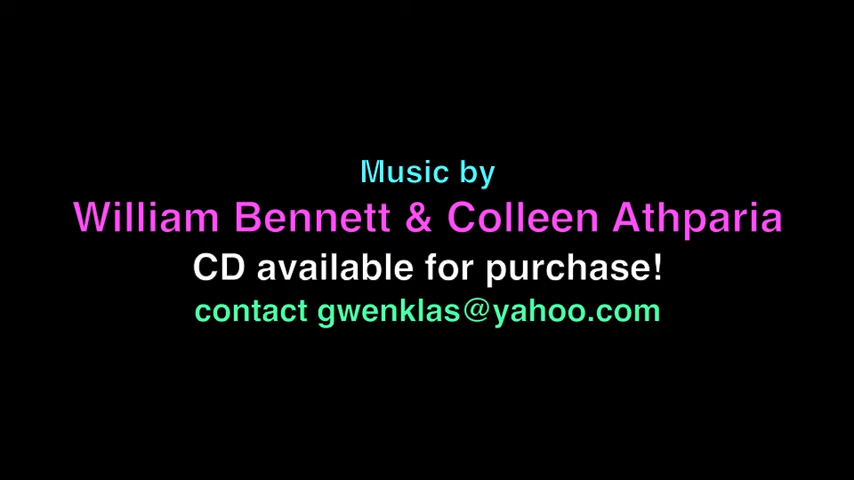 Music by
William Bennett & Colleen Athparia
CD available for purchase!
contact gwenklas@yahoo.com